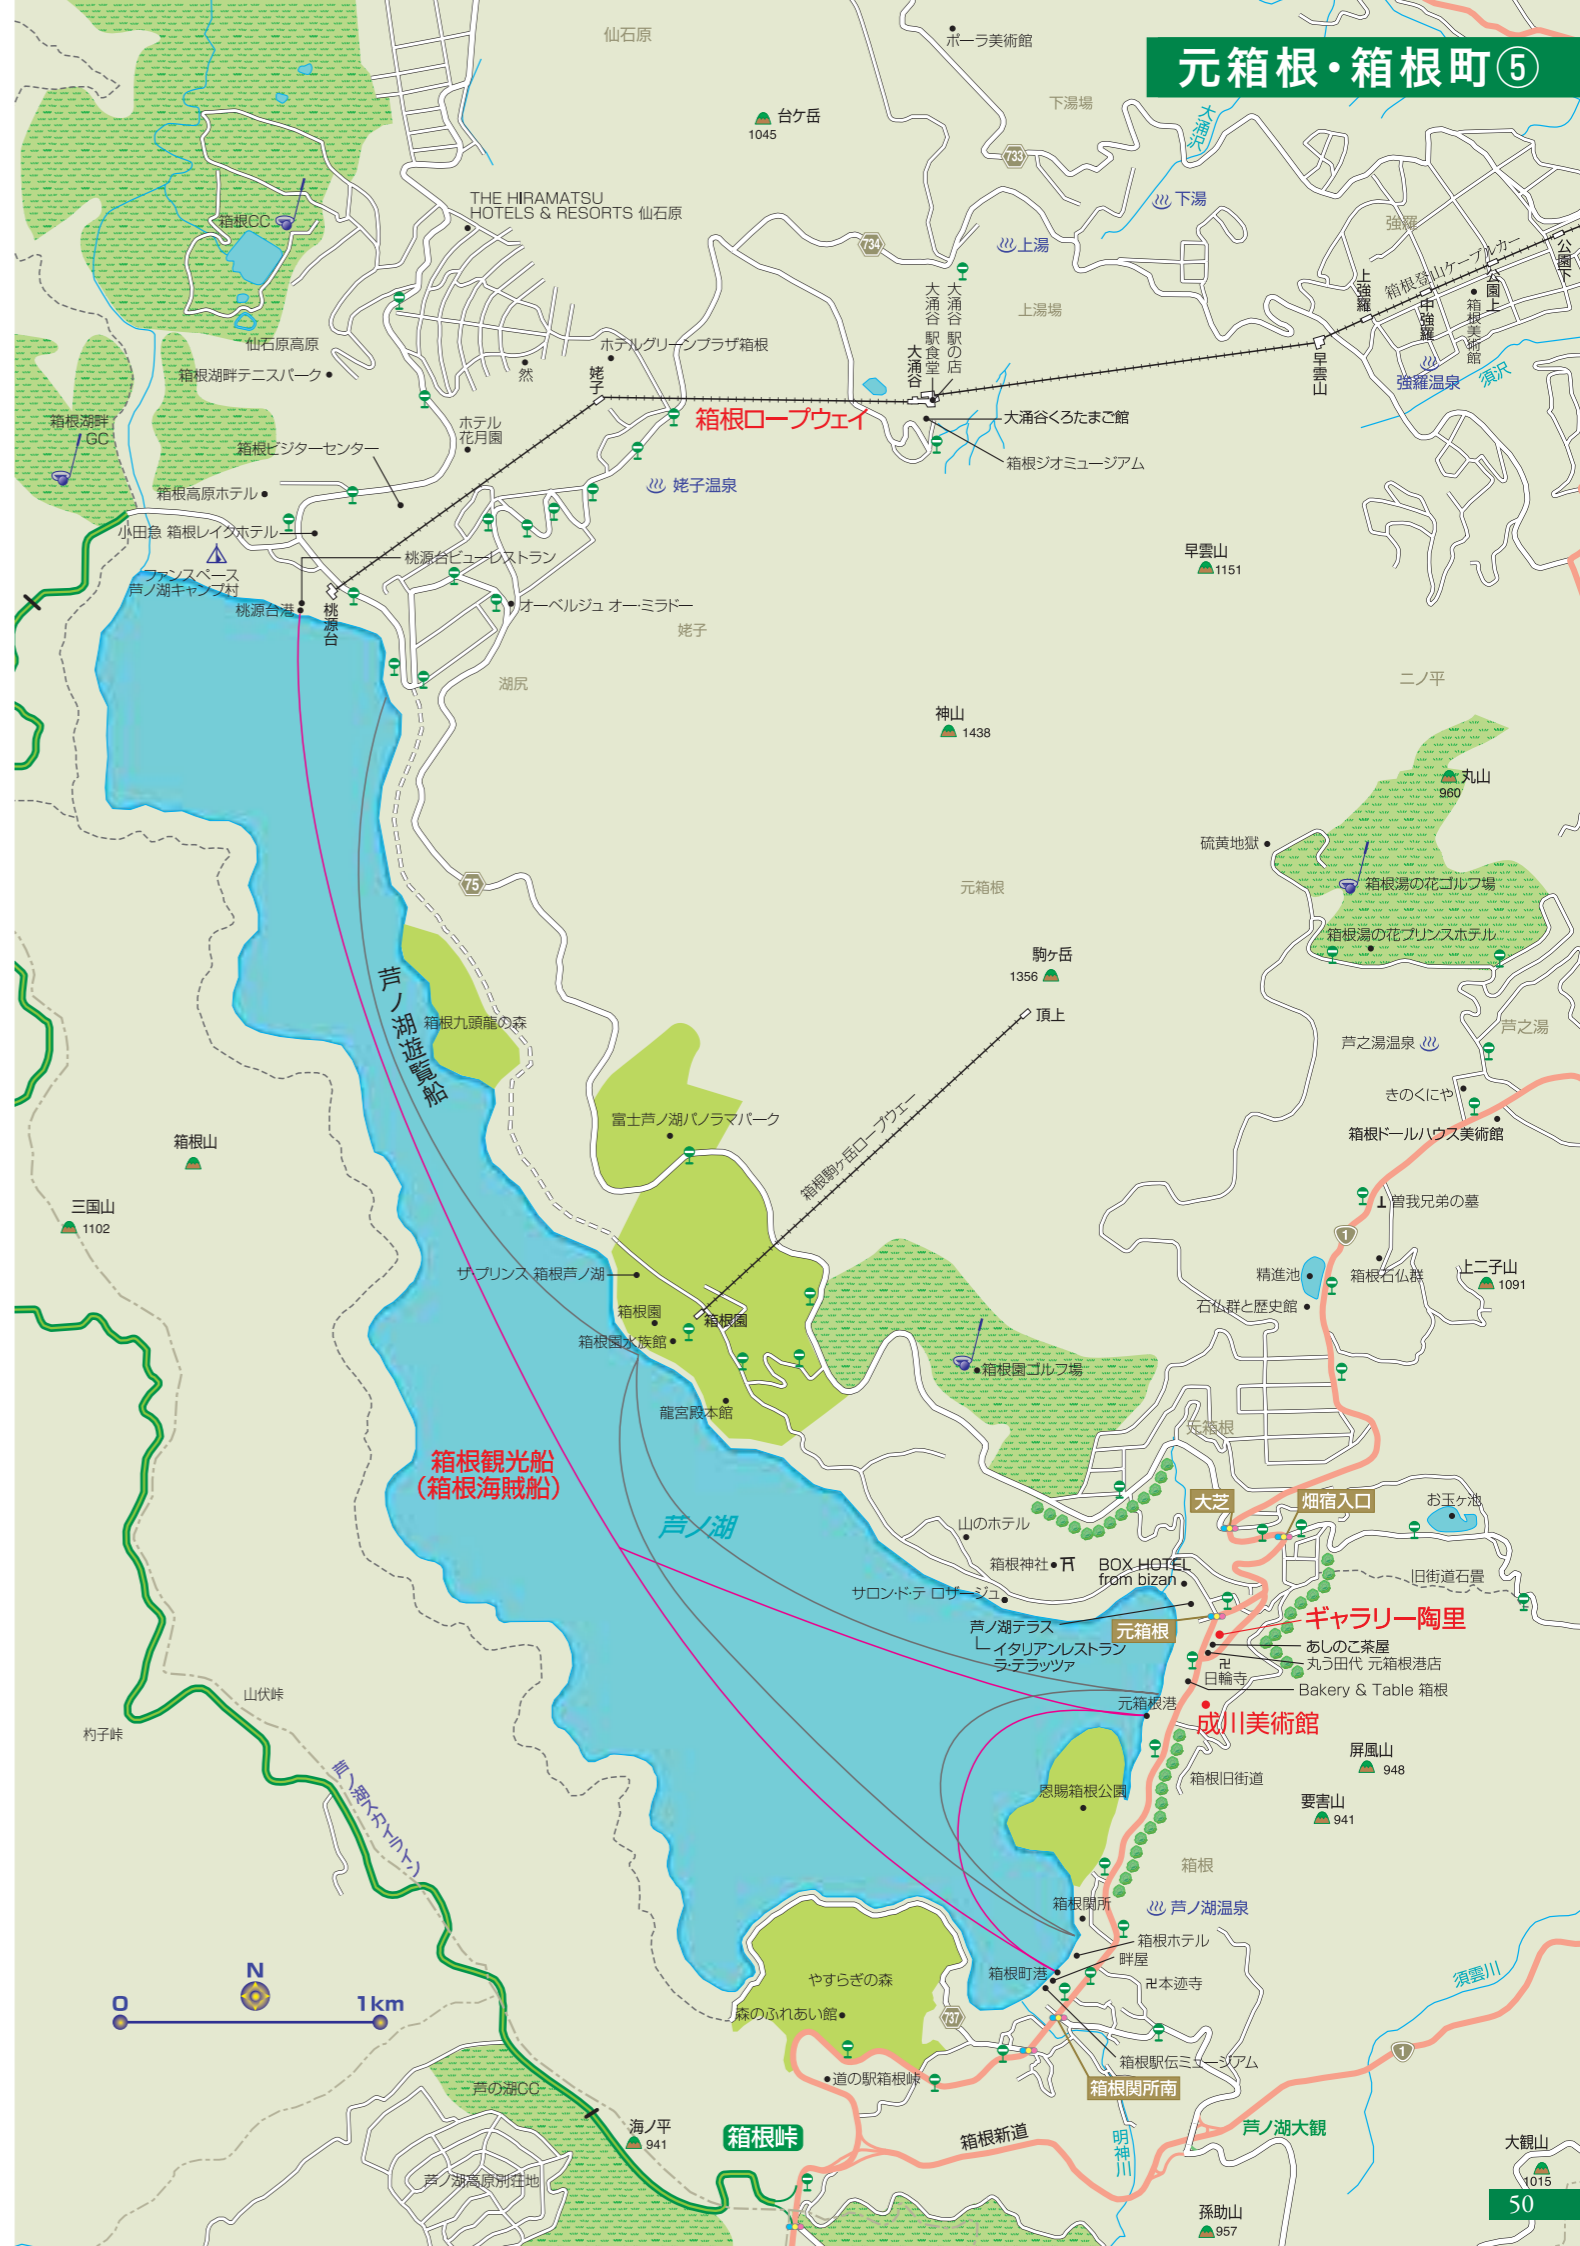 元箱根・箱根町⑤
仙石原
ポーラ美術館
下湯場
大涌沢
台ケ岳
1045
733
THE HIRAMATSU
HOTELS & RESORTS 仙石原
箱根CC
下湯
強羅
734
上湯
箱根登山ケーブルカー
公園下
公園上
上強羅
中強羅
箱根美術館
大涌谷 駅食堂
大涌谷 駅の店
上湯場
仙石原高原
箱根湖畔テニスパーク
然
ホテルグリーンプラザ箱根
姥子
大涌谷
早雲山
強羅温泉
須沢
箱根ロープウェイ
大涌谷くろたまご館
箱根湖畔
GC
ホテル
花月園
箱根ビジターセンター
箱根ジオミュージアム
箱根高原ホテル
姥子温泉
小田急 箱根レイクホテル
桃源台ビューレストラン
早雲山
1151
ファンスペース
芦ノ湖キャンプ村
桃源台港
桃源台
オーベルジュ オー・ミラドー
姥子
湖尻
二ノ平
神山
1438
丸山
960
硫黄地獄
75
元箱根
箱根湯の花ゴルフ場
箱根湯の花プリンスホテル
駒ヶ岳
1356
芦ノ湖遊覧船
箱根九頭龍の森
頂上
芦之湯
芦之湯温泉
きのくにや
富士芦ノ湖パノラマパーク
箱根駒ヶ岳ロープウェー
箱根ドールハウス美術館
箱根山
三国山
1102
曽我兄弟の墓
1
ザ・プリンス 箱根芦ノ湖
精進池
箱根石仏群
上二子山
1091
石仏群と歴史館
箱根園
箱根園
箱根園水族館
箱根園ゴルフ場
龍宮殿本館
元箱根
箱根観光船
（箱根海賊船）
芦ノ湖
大芝
畑宿入口
お玉ヶ池
山のホテル
箱根神社
BOX HOTEL
from bizan
旧街道石畳
サロン・ド・テ ロザージュ
芦ノ湖テラス
元箱根
ギャラリー陶里
イタリアンレストラン
ラ・テラッツァ
あしのこ茶屋
丸う田代 元箱根港店
日輪寺
Bakery & Table 箱根
元箱根港
成川美術館
山伏峠
杓子峠
芦ノ湖スカイライン
屏風山
948
箱根旧街道
恩賜箱根公園
要害山
941
箱根
箱根関所
芦ノ湖温泉
箱根ホテル
畔屋
やすらぎの森
箱根町港
本迹寺
須雲川
N
0
1km
森のふれあい館
737
箱根駅伝ミュージアム
1
道の駅箱根峠
箱根関所南
芦の湖CC
海ノ平
941
箱根峠
箱根新道
明神川
芦ノ湖大観
大観山
1015
芦ノ湖高原別荘地
孫助山
957
50